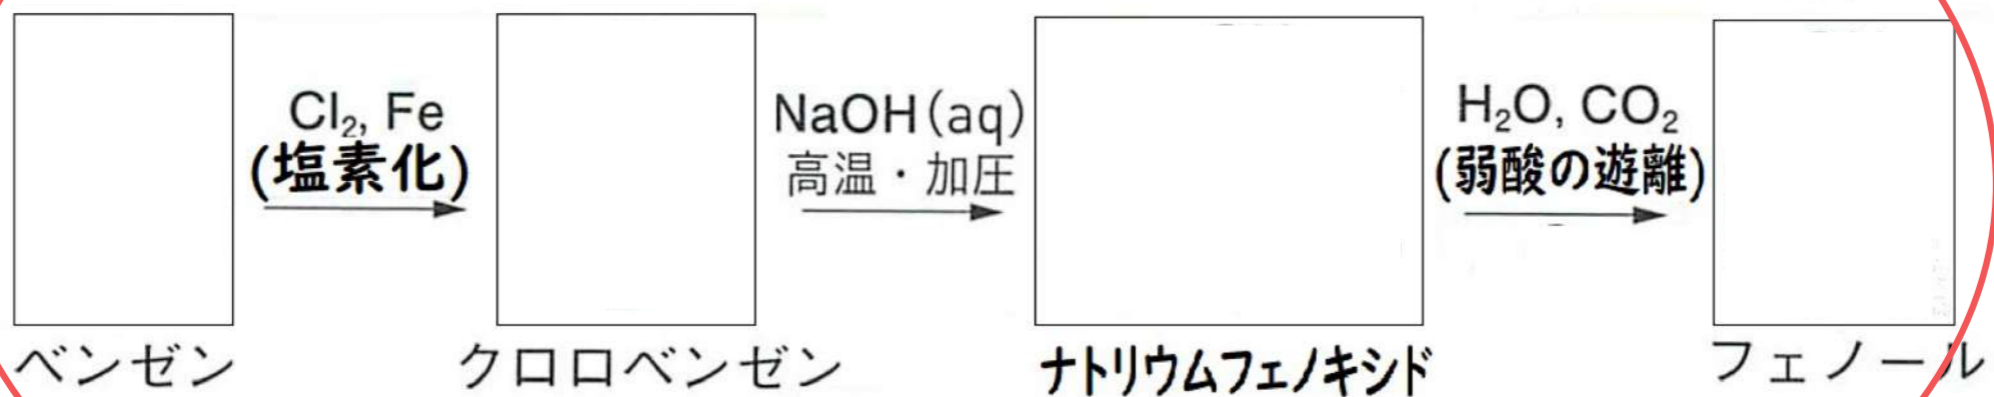 Cl₂, Fe
(塩素化)
NaOH(aq)
高温・加圧
H₂O, CO₂
(弱酸の遊離)
ベンゼン
クロロベンゼン
ナトリウムフェノキシド
フェノール